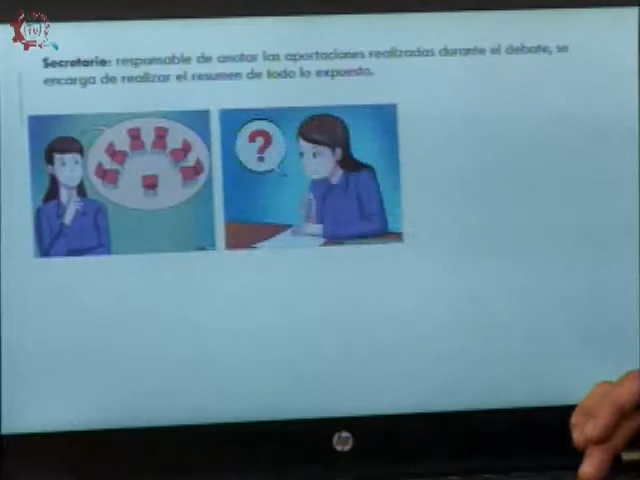 Secretario: responsable de anotar las aportaciones realizadas durante el debate, se
encarga de realizar el resumen de todo lo expuesto.
?
hp